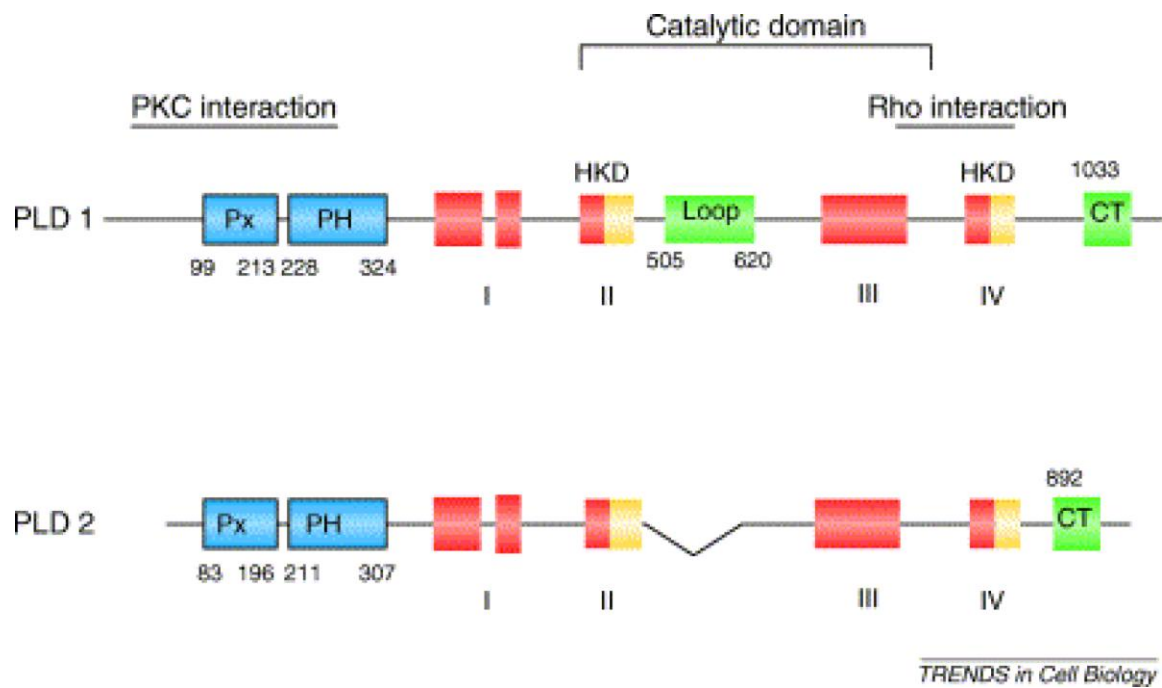 Catalytic domain
PKC interaction
Rho interaction
HKD
HKD
1033
PLD 1
Px
PH
Loop
CT
99 213 228 324
505 620
I II III IV
892
PLD 2
Px
PH
CT
83 196 211 307
I II III IV
TRENDS in Cell Biology